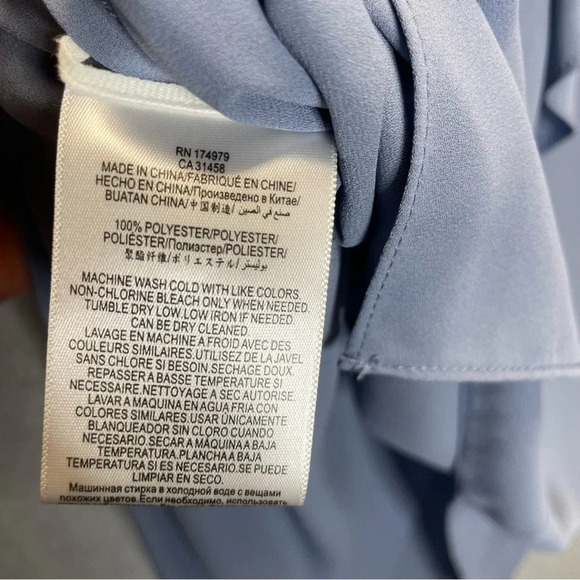 RN 174979
CA 31458
MADE IN CHINA/FABRIQUÉ EN CHINE/
HECHO EN CHINA/Произведено в Китае/
BUATAN CHINA/中国制造/صنع في الصين
100% POLYESTER/POLYESTER/
POLIÉSTER/Полиэстер/POLIESTER/
聚酯纤维/ポリエステル/بوليستر
MACHINE WASH COLD WITH LIKE COLORS.
NON-CHLORINE BLEACH ONLY WHEN NEEDED.
TUMBLE DRY LOW.LOW IRON IF NEEDED.
CAN BE DRY CLEANED.
LAVAGE EN MACHINE A FROID AVEC DES
COULEURS SIMILAIRES.UTILISEZ DE LA JAVEL
SANS CHLORE SI BESOIN.SECHAGE DOUX.
REPASSER A BASSE TEMPERATURE SI
NECESSAIRE.NETTOYAGE A SEC AUTORISE.
LAVAR A MAQUINA EN AGUA FRIA CON
COLORES SIMILARES.USAR ÚNICAMENTE
BLANQUEADOR SIN CLORO CUANDO
NECESARIO.SECAR A MÁQUINA A BAJA
TEMPERATURA.PLANCHA A BAJA
TEMPERATURA SI ES NECESARIO.SE PUEDE
LIMPIAR EN SECO.
Машинная стирка в холодной воде с вещами
похожих цветов.Если необходимо, используйте